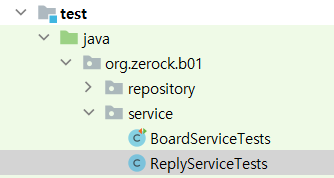 test
java
org.zerock.b01
repository
service
BoardServiceTests
ReplyServiceTests